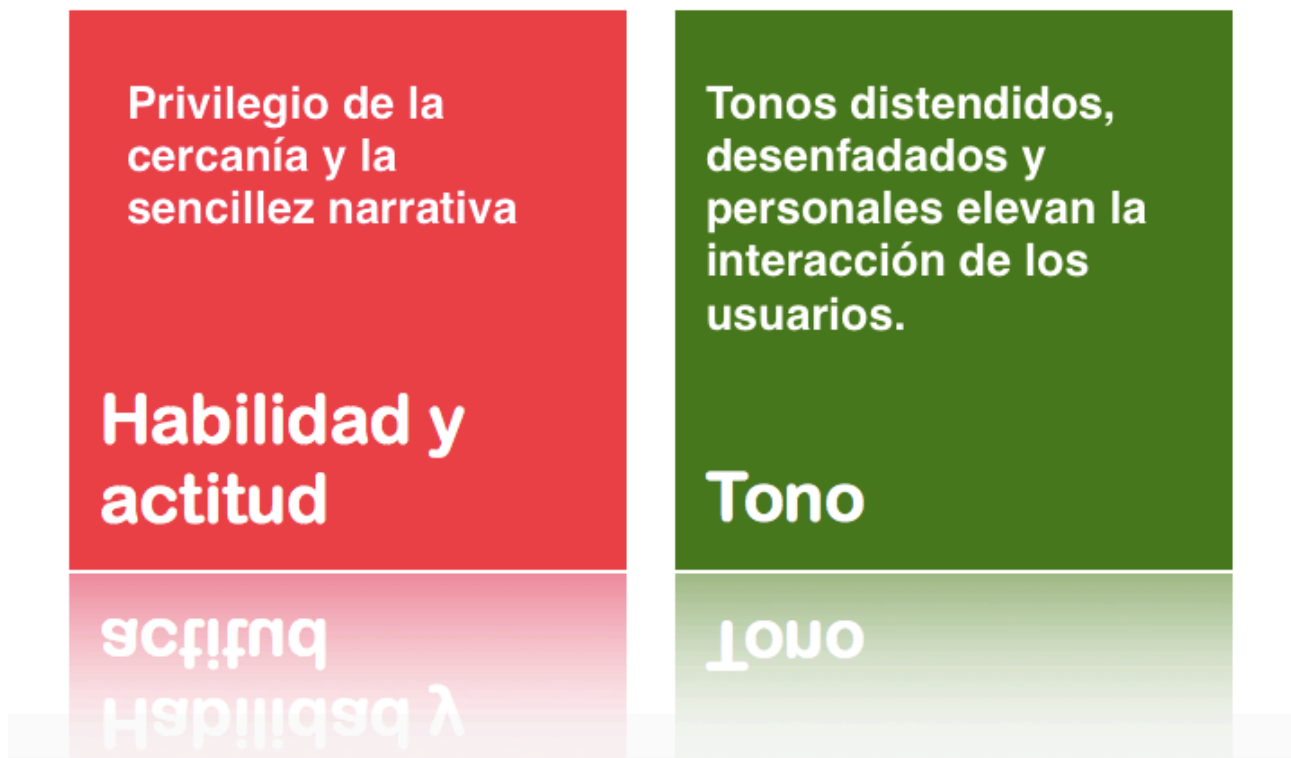 Privilegio de la
cercanía y la
sencillez narrativa
Habilidad y
actitud
Tonos distendidos,
desenfadados y
personales elevan la
interacción de los
usuarios.
Tono